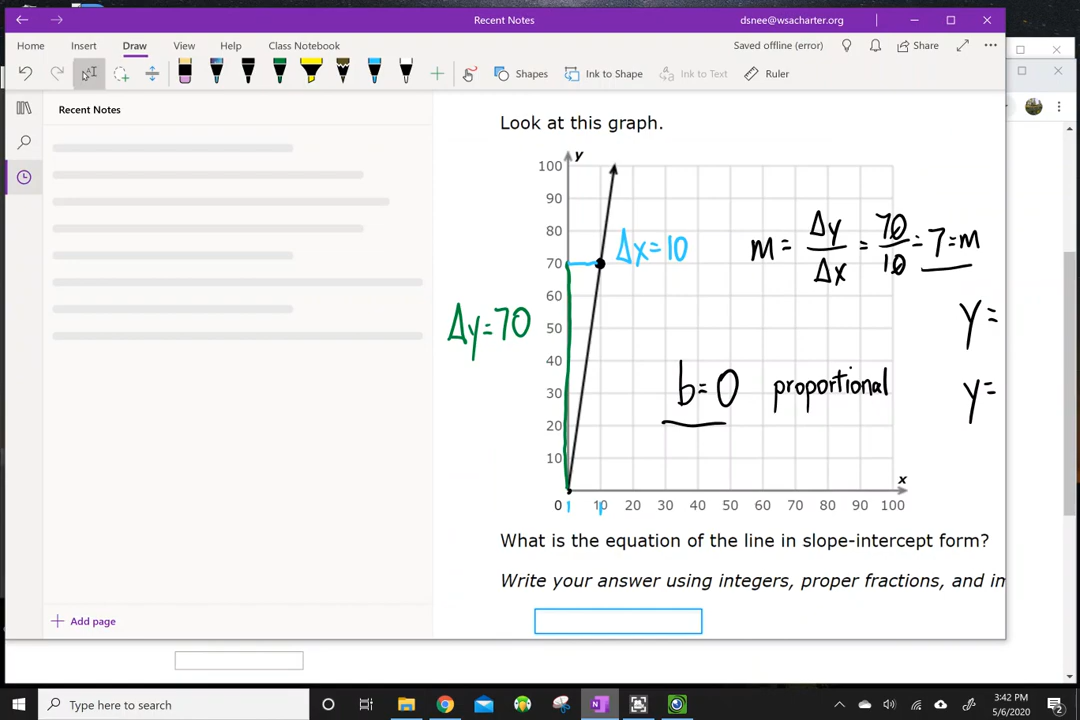 Recent Notes
dsnee@wsacharter.org
Home Insert Draw View Help Class Notebook
Saved offline (error) Share
Shapes Ink to Shape Ink to Text Ruler
Recent Notes
Look at this graph.
y
100
90
80
70
60
50
40
30
20
10
0 10 20 30 40 50 60 70 80 90 100
x
Δx=10
Δy=70
m = Δy/Δx = 70/10 = 7 = m
y =
b=0 proportional
y =
What is the equation of the line in slope-intercept form?
Write your answer using integers, proper fractions, and im
Add page
Type here to search
3:42 PM
5/6/2020
2